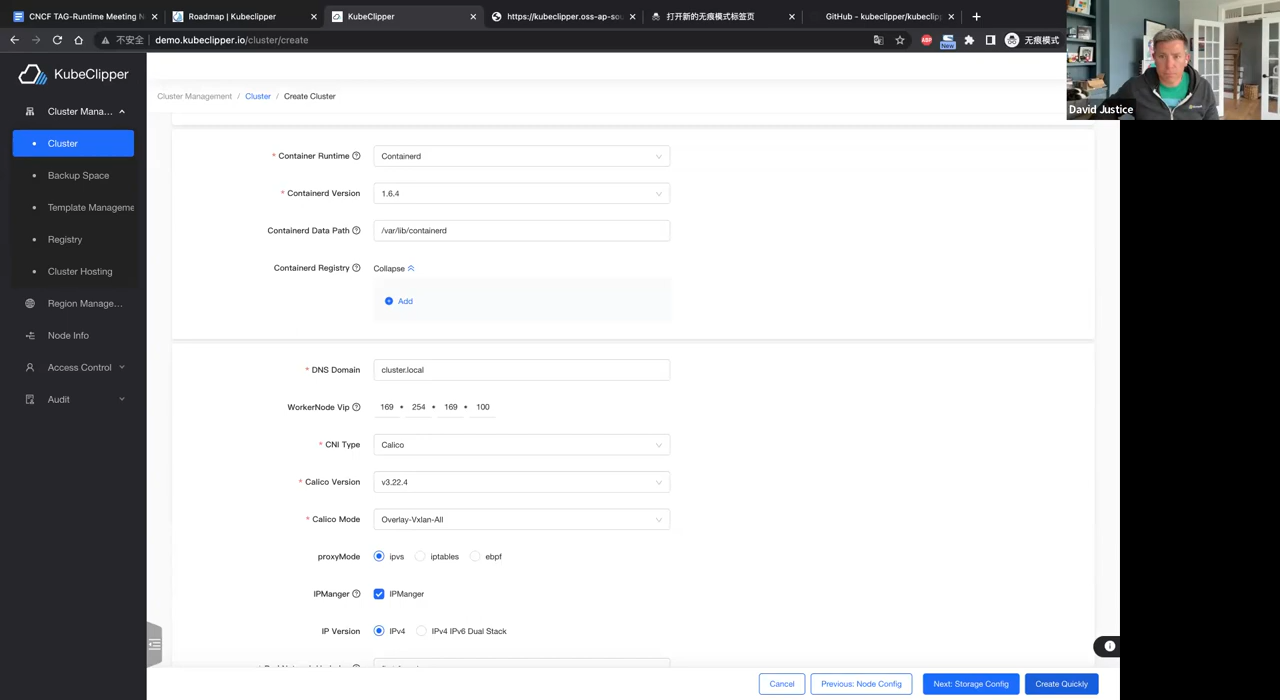 CNCF TAG-Runtime Meeting N
Roadmap | Kubeclipper
KubeClipper
https://kubeclipper.oss-ap-sou
打开新的无痕模式标签页
GitHub - kubeclipper/kubeclip
不安全
demo.kubeclipper.io/cluster/create
ABP
New
无痕模式
David Justice
KubeClipper
Cluster Mana...
Cluster
Backup Space
Template Manageme
Registry
Cluster Hosting
Region Manage...
Node Info
Access Control
Audit
Cluster Management / Cluster / Create Cluster
* Container Runtime Containerd
* Containerd Version 1.6.4
Containerd Data Path /var/lib/containerd
Containerd Registry Collapse
Add
* DNS Domain cluster.local
WorkerNode Vip 169 • 254 • 169 • 100
* CNI Type Calico
* Calico Version v3.22.4
* Calico Mode Overlay-Vxlan-All
proxyMode ipvs iptables ebpf
IPManger IPManger
IP Version IPv4 IPv4 IPv6 Dual Stack
Cancel
Previous: Node Config
Next: Storage Config
Create Quickly